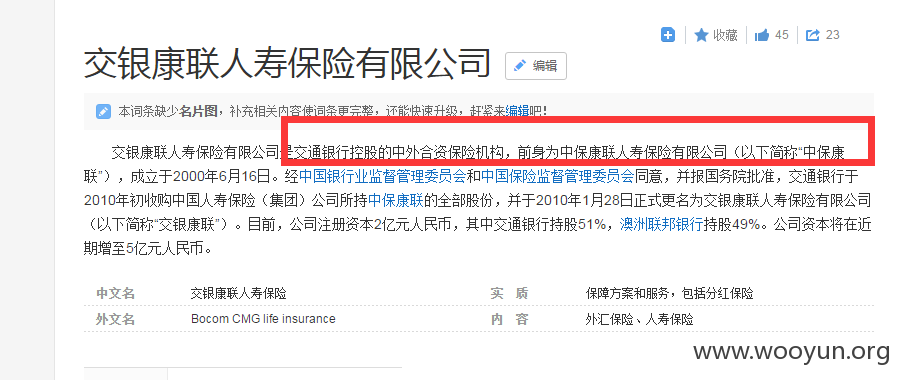 收藏 45 23
交银康联人寿保险有限公司 编辑
本词条缺少名片图，补充相关内容使词条更完整，还能快速升级，赶紧来编辑吧！
交银康联人寿保险有限公司是交通银行控股的中外合资保险机构，前身为中保康联人寿保险有限公司（以下简称“中保康
联”），成立于2000年6月16日。经中国银行业监督管理委员会和中国保险监督管理委员会同意，并报国务院批准，交通银行于
2010年初收购中国人寿保险（集团）公司所持中保康联的全部股份，并于2010年1月28日正式更名为交银康联人寿保险有限公司
（以下简称“交银康联”）。目前，公司注册资本2亿元人民币，其中交通银行持股51%，澳洲联邦银行持股49%。公司资本将在近
期增至5亿元人民币。
中文名 交银康联人寿保险 实 质 保障方案和服务，包括分红保险
外文名 Bocom CMG life insurance 内 容 外汇保险、人寿保险
www.wooyun.org